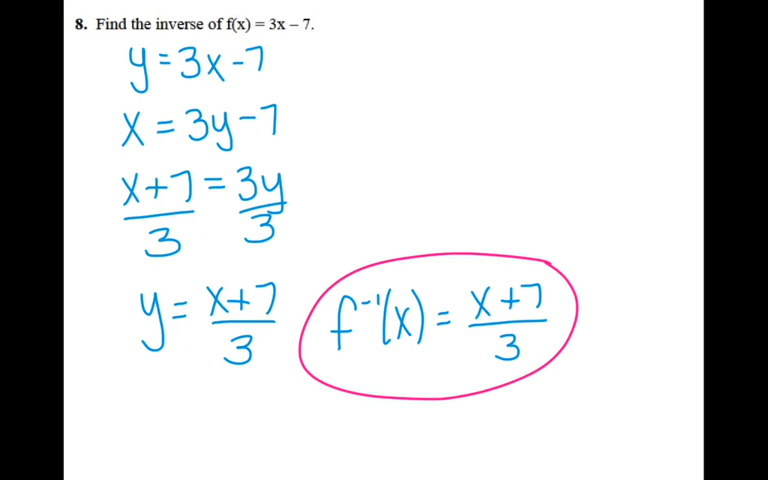 8. Find the inverse of f(x) = 3x – 7.
y = 3x - 7
x = 3y - 7
x + 7 = 3y
3 3
y = x + 7
3
f⁻¹(x) = x + 7
3